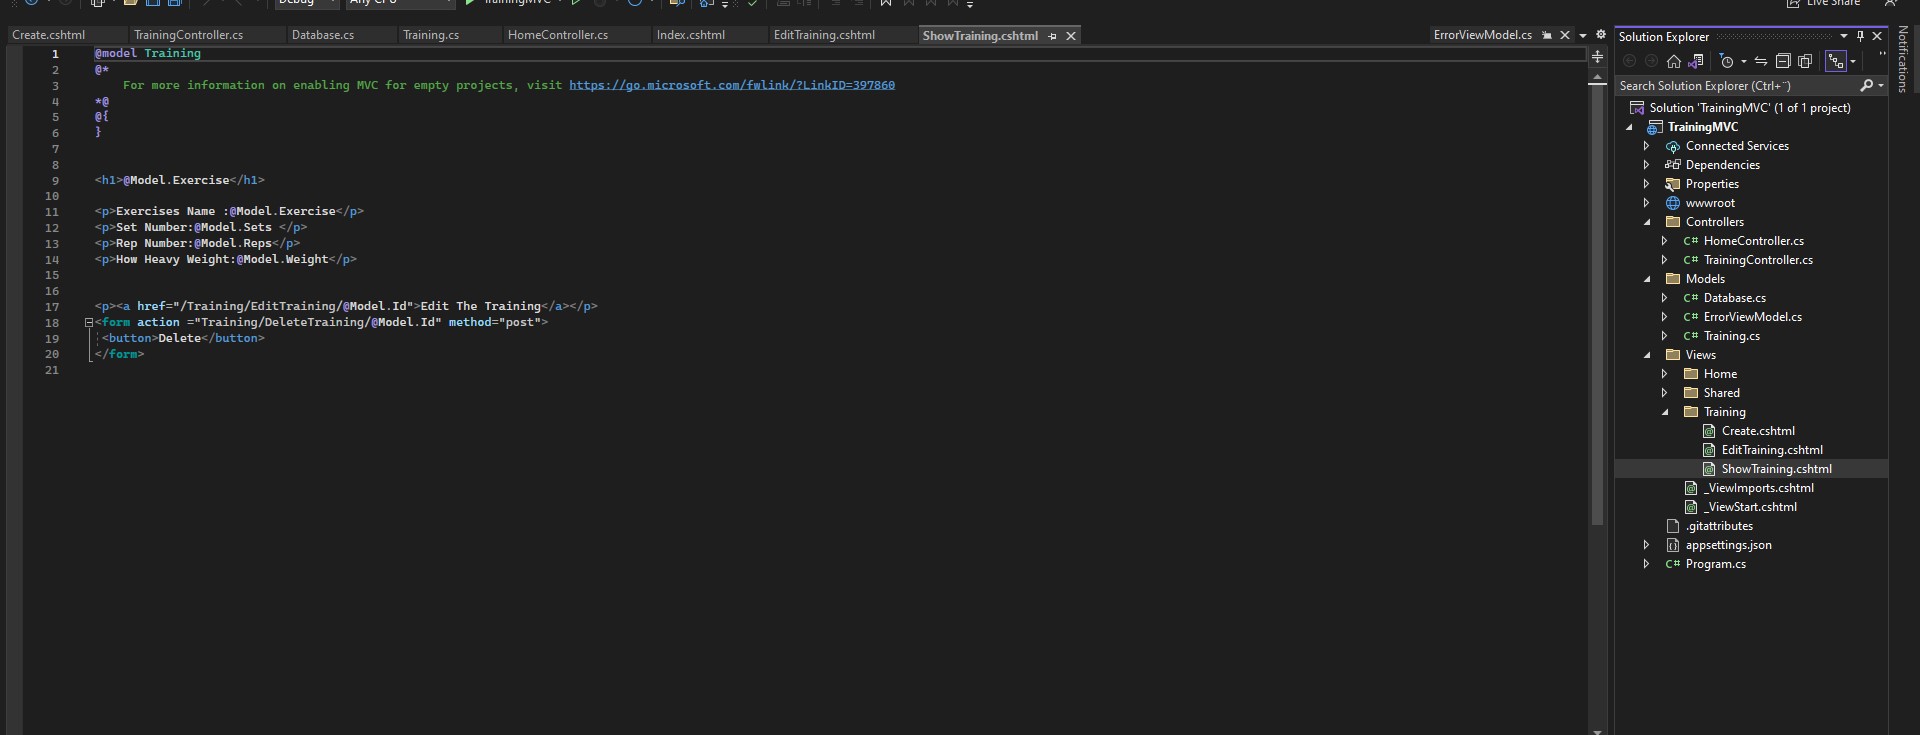 Debug
Any CPU
TrainingMVC
Live Share
Create.cshtml
TrainingController.cs
Database.cs
Training.cs
HomeController.cs
Index.cshtml
EditTraining.cshtml
ShowTraining.cshtml
ErrorViewModel.cs
1 @model Training
2 @*
3 For more information on enabling MVC for empty projects, visit https://go.microsoft.com/fwlink/?LinkID=397860
4 *@
5 @{
6 }
7
8
9 <h1>@Model.Exercise</h1>
10
11 <p>Exercises Name :@Model.Exercise</p>
12 <p>Set Number:@Model.Sets </p>
13 <p>Rep Number:@Model.Reps</p>
14 <p>How Heavy Weight:@Model.Weight</p>
15
16
17 <p><a href="/Training/EditTraining/@Model.Id">Edit The Training</a></p>
18 <form action ="Training/DeleteTraining/@Model.Id" method="post">
19 <button>Delete</button>
20 </form>
21
Solution Explorer
Search Solution Explorer (Ctrl+¨)
Solution 'TrainingMVC' (1 of 1 project)
TrainingMVC
Connected Services
Dependencies
Properties
wwwroot
Controllers
C# HomeController.cs
C# TrainingController.cs
Models
C# Database.cs
C# ErrorViewModel.cs
C# Training.cs
Views
Home
Shared
Training
Create.cshtml
EditTraining.cshtml
ShowTraining.cshtml
_ViewImports.cshtml
_ViewStart.cshtml
.gitattributes
appsettings.json
C# Program.cs
Notifications